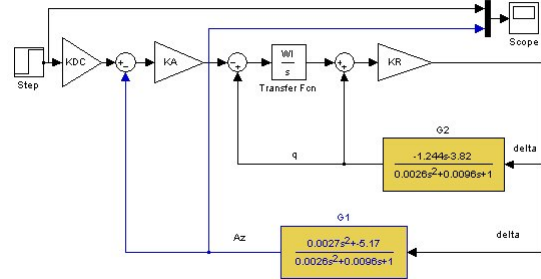 Scope
Step
KDC
+
-
KA
-
+
WI
s
Transfer Fcn
+
+
KR
G2
-1.244s-3.82
0.0026s²+0.0096s+1
delta
q
G1
0.0027s²+-5.17
0.0026s²+0.0096s+1
delta
Az